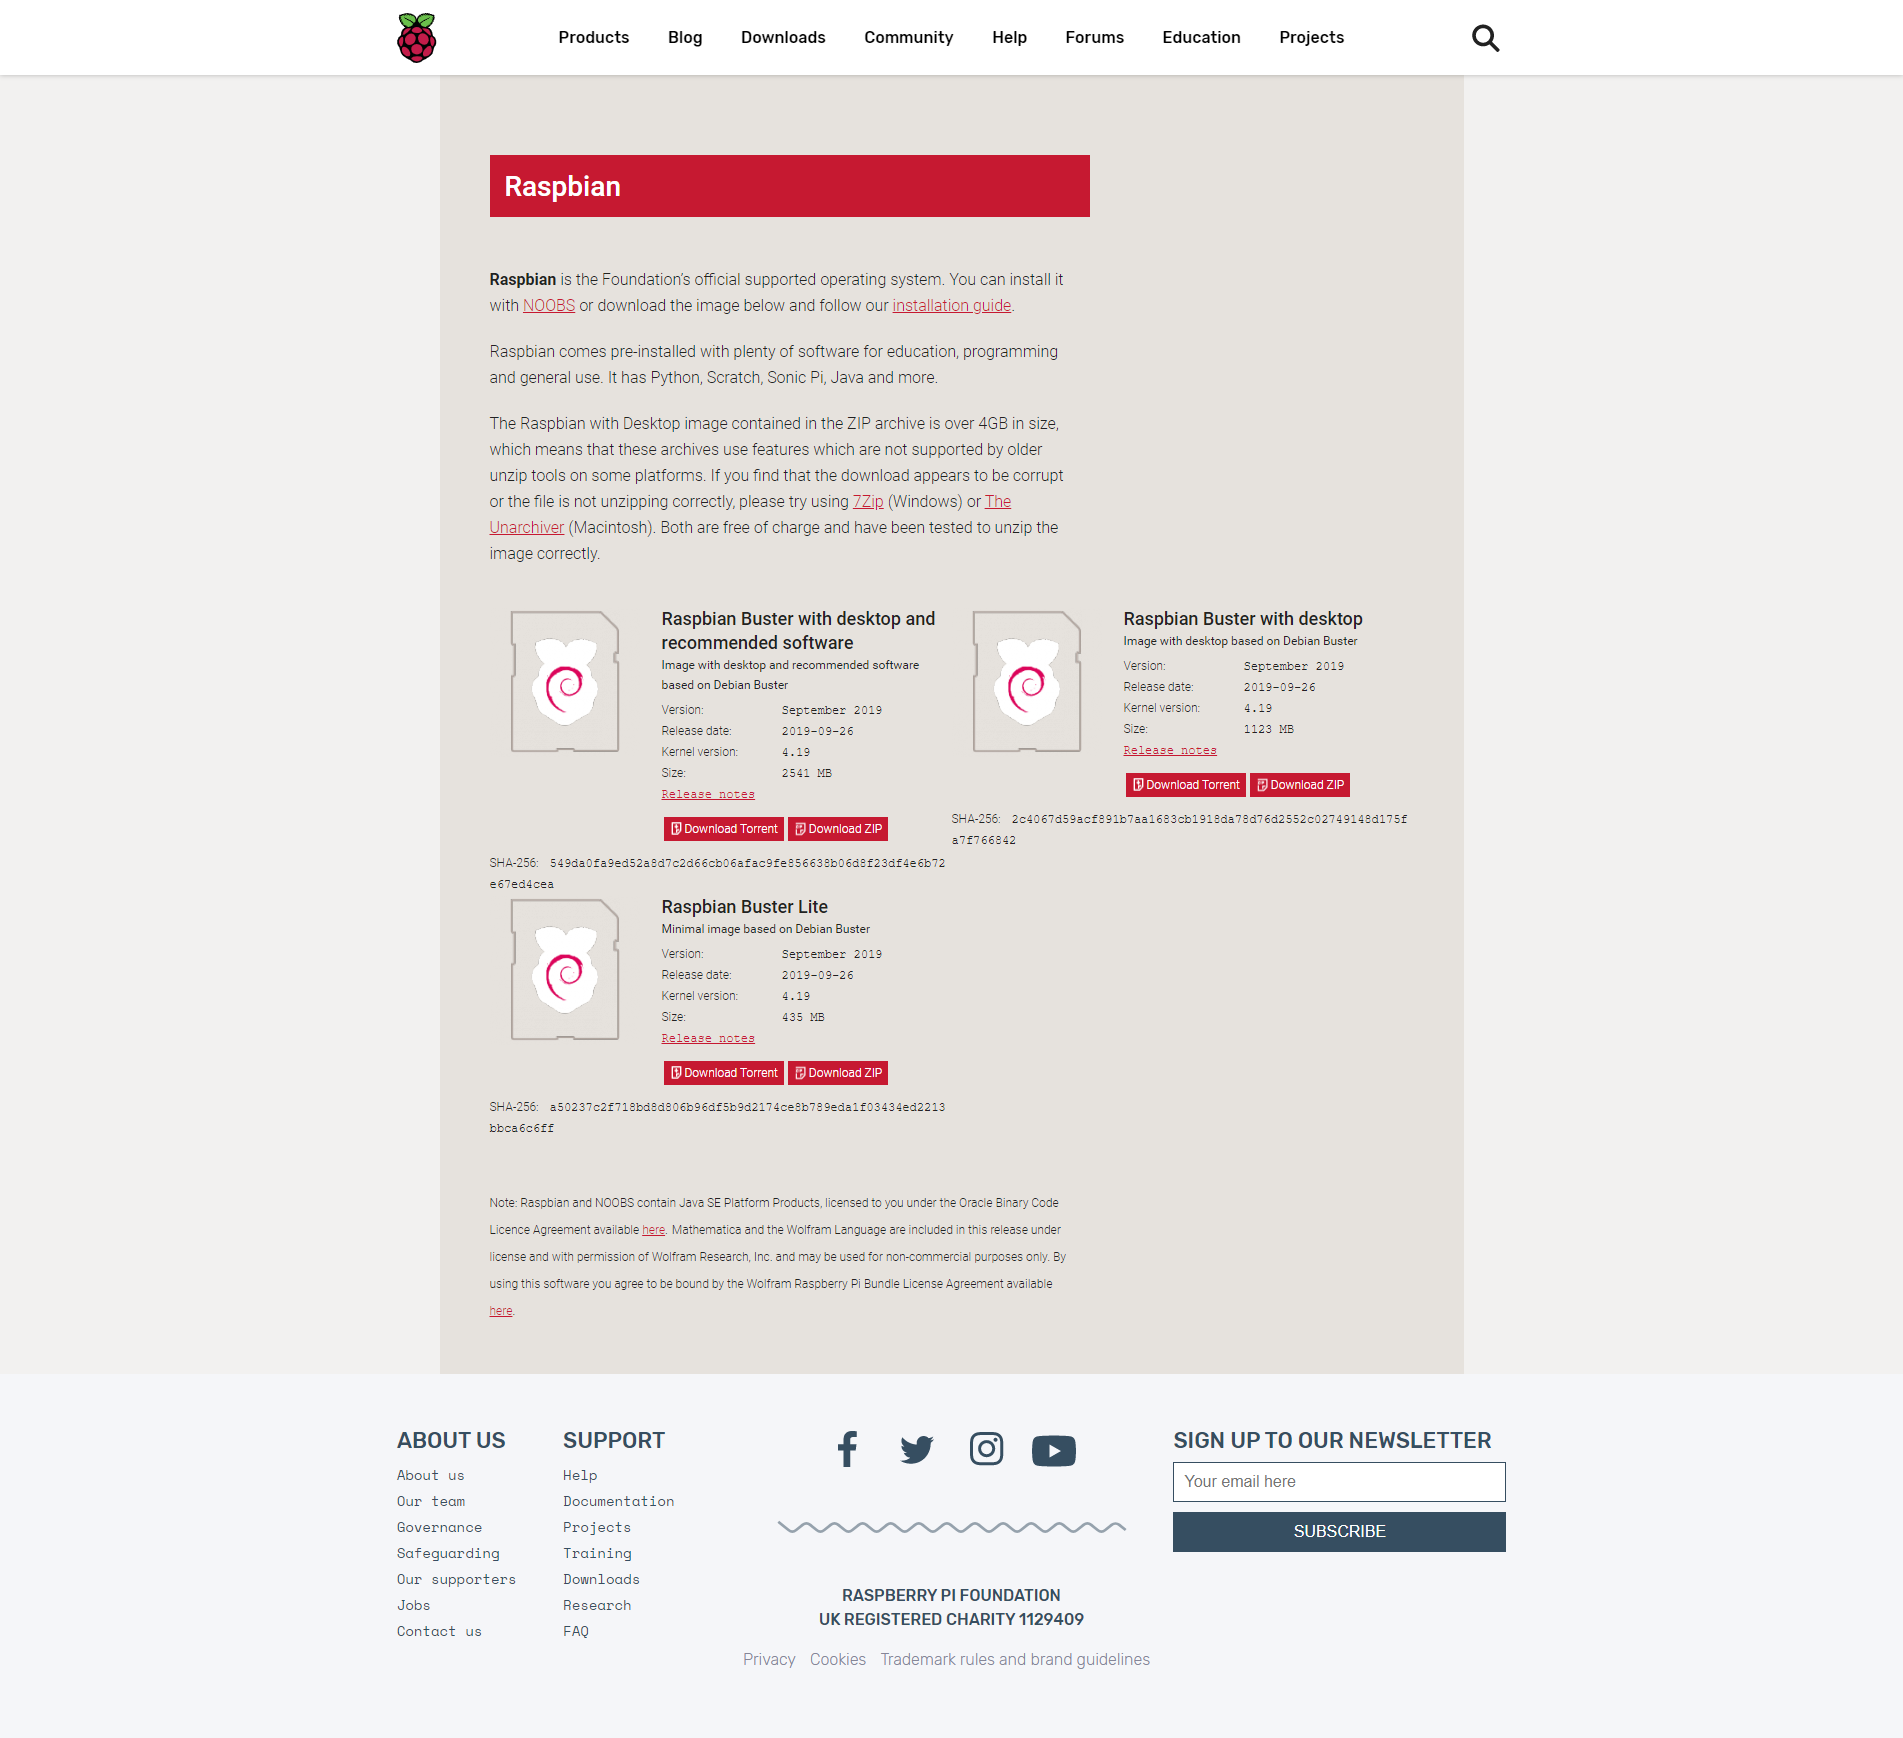 Products Blog Downloads Community Help Forums Education Projects
Raspbian
Raspbian is the Foundation's official supported operating system. You can install it
with NOOBS or download the image below and follow our installation guide.
Raspbian comes pre-installed with plenty of software for education, programming
and general use. It has Python, Scratch, Sonic Pi, Java and more.
The Raspbian with Desktop image contained in the ZIP archive is over 4GB in size,
which means that these archives use features which are not supported by older
unzip tools on some platforms. If you find that the download appears to be corrupt
or the file is not unzipping correctly, please try using 7Zip (Windows) or The
Unarchiver (Macintosh). Both are free of charge and have been tested to unzip the
image correctly.
Raspbian Buster with desktop and
recommended software
Image with desktop and recommended software
based on Debian Buster
Version: September 2019
Release date: 2019-09-26
Kernel version: 4.19
Size: 2541 MB
Release notes
Download Torrent Download ZIP
SHA-256: 549da0fa9ed52a8d7c2d66cb06afac9fe856638b06d8f23df4e6b72
e67ed4cea
Raspbian Buster with desktop
Image with desktop based on Debian Buster
Version: September 2019
Release date: 2019-09-26
Kernel version: 4.19
Size: 1123 MB
Release notes
Download Torrent Download ZIP
SHA-256: 2c4067d59acf891b7aa1683cb1918da78d76d2552c02749148d175f
a7f766842
Raspbian Buster Lite
Minimal image based on Debian Buster
Version: September 2019
Release date: 2019-09-26
Kernel version: 4.19
Size: 435 MB
Release notes
Download Torrent Download ZIP
SHA-256: a50237c2f718bd8d806b96df5b9d2174ce8b789eda1f03434ed2213
bbca6c6ff
Note: Raspbian and NOOBS contain Java SE Platform Products, licensed to you under the Oracle Binary Code
Licence Agreement available here. Mathematica and the Wolfram Language are included in this release under
license and with permission of Wolfram Research, Inc. and may be used for non-commercial purposes only. By
using this software you agree to be bound by the Wolfram Raspberry Pi Bundle License Agreement available
here.
ABOUT US
About us
Our team
Governance
Safeguarding
Our supporters
Jobs
Contact us
SUPPORT
Help
Documentation
Projects
Training
Downloads
Research
FAQ
RASPBERRY PI FOUNDATION
UK REGISTERED CHARITY 1129409
Privacy Cookies Trademark rules and brand guidelines
SIGN UP TO OUR NEWSLETTER
Your email here
SUBSCRIBE